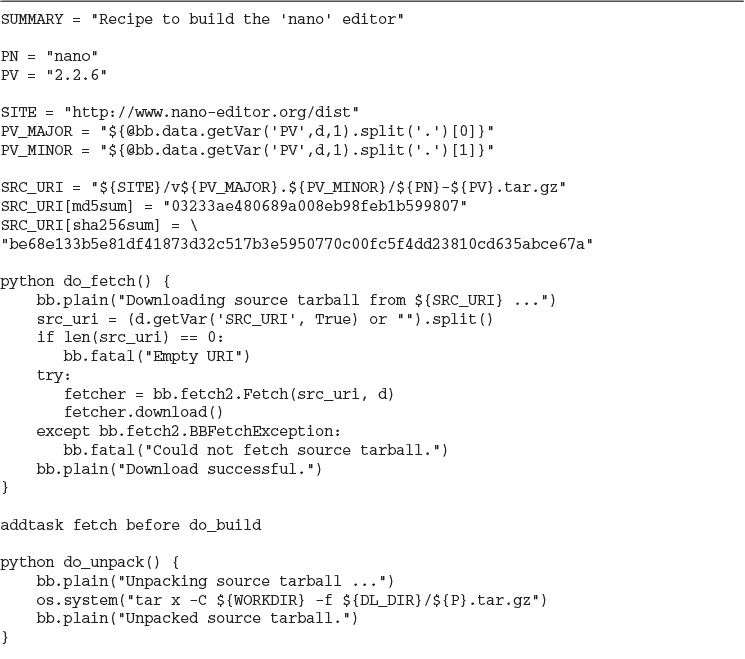 SUMMARY = "Recipe to build the 'nano' editor"
PN = "nano"
PV = "2.2.6"
SITE = "http://www.nano-editor.org/dist"
PV_MAJOR = "${@bb.data.getVar('PV',d,1).split('.')[0]}"
PV_MINOR = "${@bb.data.getVar('PV',d,1).split('.')[1]}"
SRC_URI = "${SITE}/v${PV_MAJOR}.${PV_MINOR}/${PN}-${PV}.tar.gz"
SRC_URI[md5sum] = "03233ae480689a008eb98feb1b599807"
SRC_URI[sha256sum] = \
"be68e133b5e81df41873d32c517b3e5950770c00fc5f4dd23810cd635abce67a"
python do_fetch() {
    bb.plain("Downloading source tarball from ${SRC_URI} ...")
    src_uri = (d.getVar('SRC_URI', True) or "").split()
    if len(src_uri) == 0:
       bb.fatal("Empty URI")
    try:
       fetcher = bb.fetch2.Fetch(src_uri, d)
       fetcher.download()
    except bb.fetch2.BBFetchException:
       bb.fatal("Could not fetch source tarball.")
    bb.plain("Download successful.")
}
addtask fetch before do_build
python do_unpack() {
    bb.plain("Unpacking source tarball ...")
    os.system("tar x -C ${WORKDIR} -f ${DL_DIR}/${P}.tar.gz")
    bb.plain("Unpacked source tarball.")
}